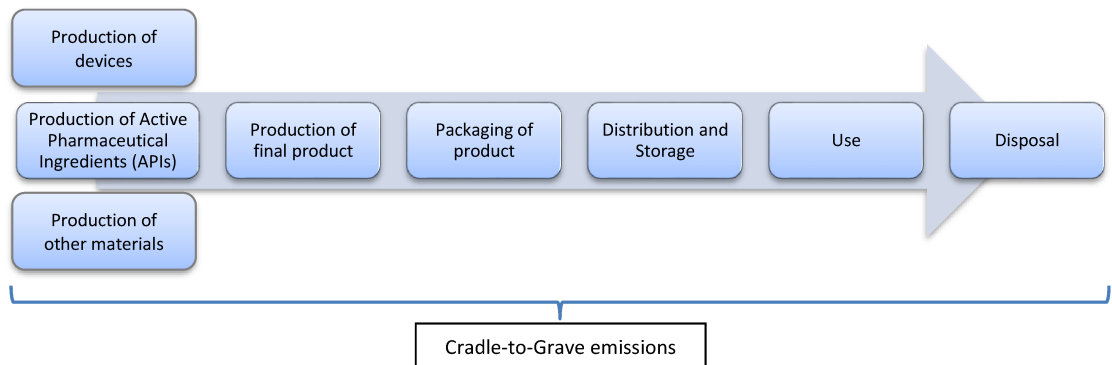 Production of
devices
Production of Active
Pharmaceutical
Ingredients (APIs)
Production of
other materials
Production of
final product
Packaging of
product
Distribution and
Storage
Use
Disposal
Cradle-to-Grave emissions